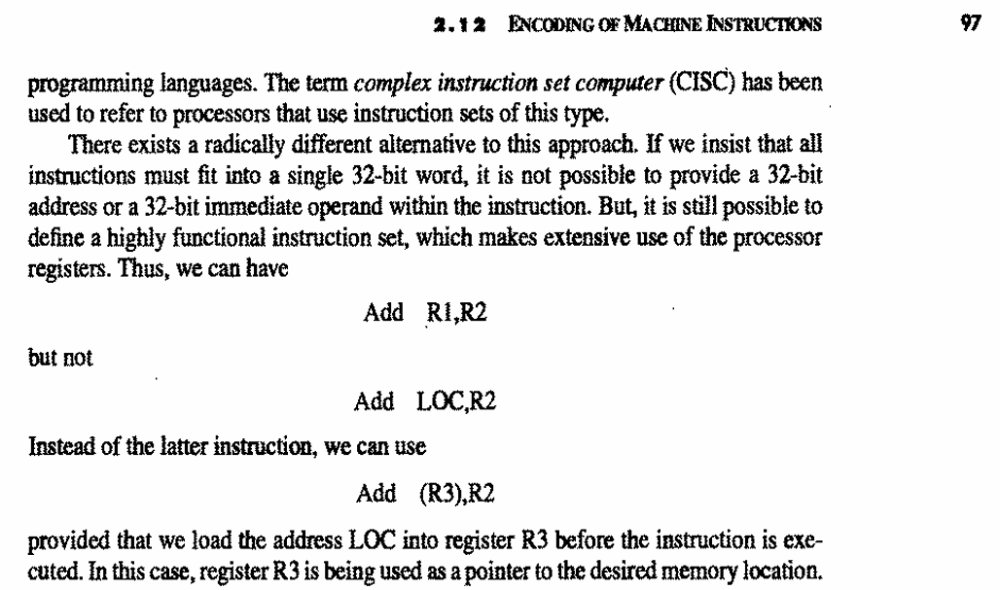 2.12 ENCODING OF MACHINE INSTRUCTIONS 97
programming languages. The term complex instruction set computer (CISC) has been
used to refer to processors that use instruction sets of this type.
There exists a radically different alternative to this approach. If we insist that all
instructions must fit into a single 32-bit word, it is not possible to provide a 32-bit
address or a 32-bit immediate operand within the instruction. But, it is still possible to
define a highly functional instruction set, which makes extensive use of the processor
registers. Thus, we can have
Add R1,R2
but not
Add LOC,R2
Instead of the latter instruction, we can use
Add (R3),R2
provided that we load the address LOC into register R3 before the instruction is exe-
cuted. In this case, register R3 is being used as a pointer to the desired memory location.